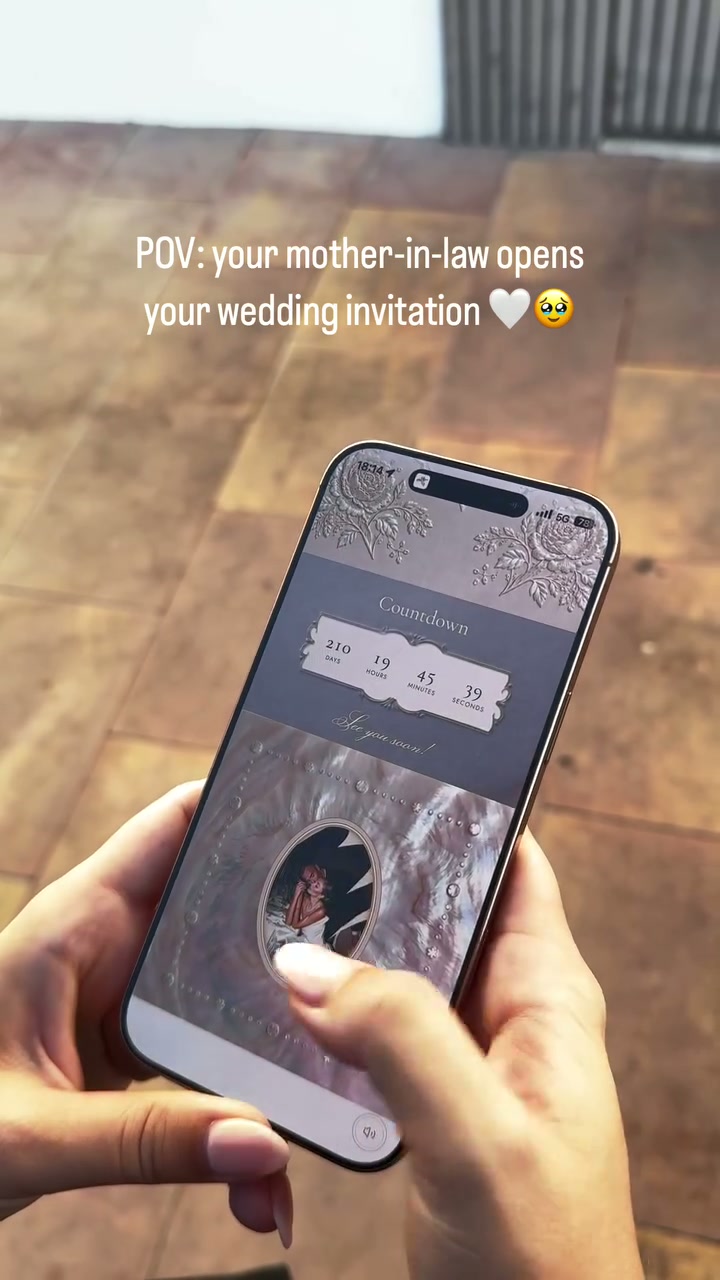 POV: your mother-in-law opens
your wedding invitation 🤍🥹
18:14
5G 78
Countdown
210 19 45 39
DAYS HOURS MINUTES SECONDS
See you soon!